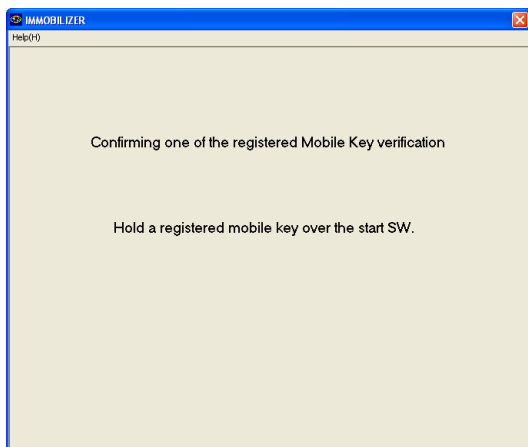 IMMOBILIZER
Help(H)
Confirming one of the registered Mobile Key verification
Hold a registered mobile key over the start SW.